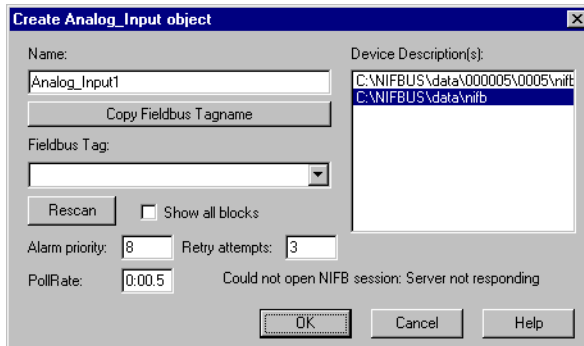 Create Analog_Input object
Name:
Analog_Input1
Copy Fieldbus Tagname
Fieldbus Tag:
Rescan
Show all blocks
Alarm priority: 8 Retry attempts: 3
PollRate: 0:00.5 Could not open NIFB session: Server not responding
Device Description(s):
C:\NIFBUS\data\000005\0005\nifb
C:\NIFBUS\data\nifb
OK Cancel Help